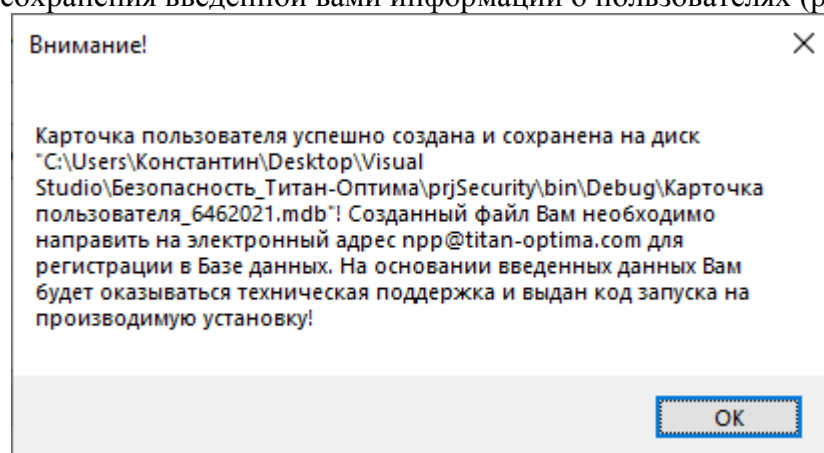 сохранения введенной вами информации о пользователях (р
Внимание!
Карточка пользователя успешно создана и сохранена на диск
"C:\Users\Константин\Desktop\Visual
Studio\Безопасность_Титан-Оптима\prjSecurity\bin\Debug\Карточка
пользователя_6462021.mdb"! Созданный файл Вам необходимо
направить на электронный адрес npp@titan-optima.com для
регистрации в Базе данных. На основании введенных данных Вам
будет оказываться техническая поддержка и выдан код запуска на
производимую установку!
OK